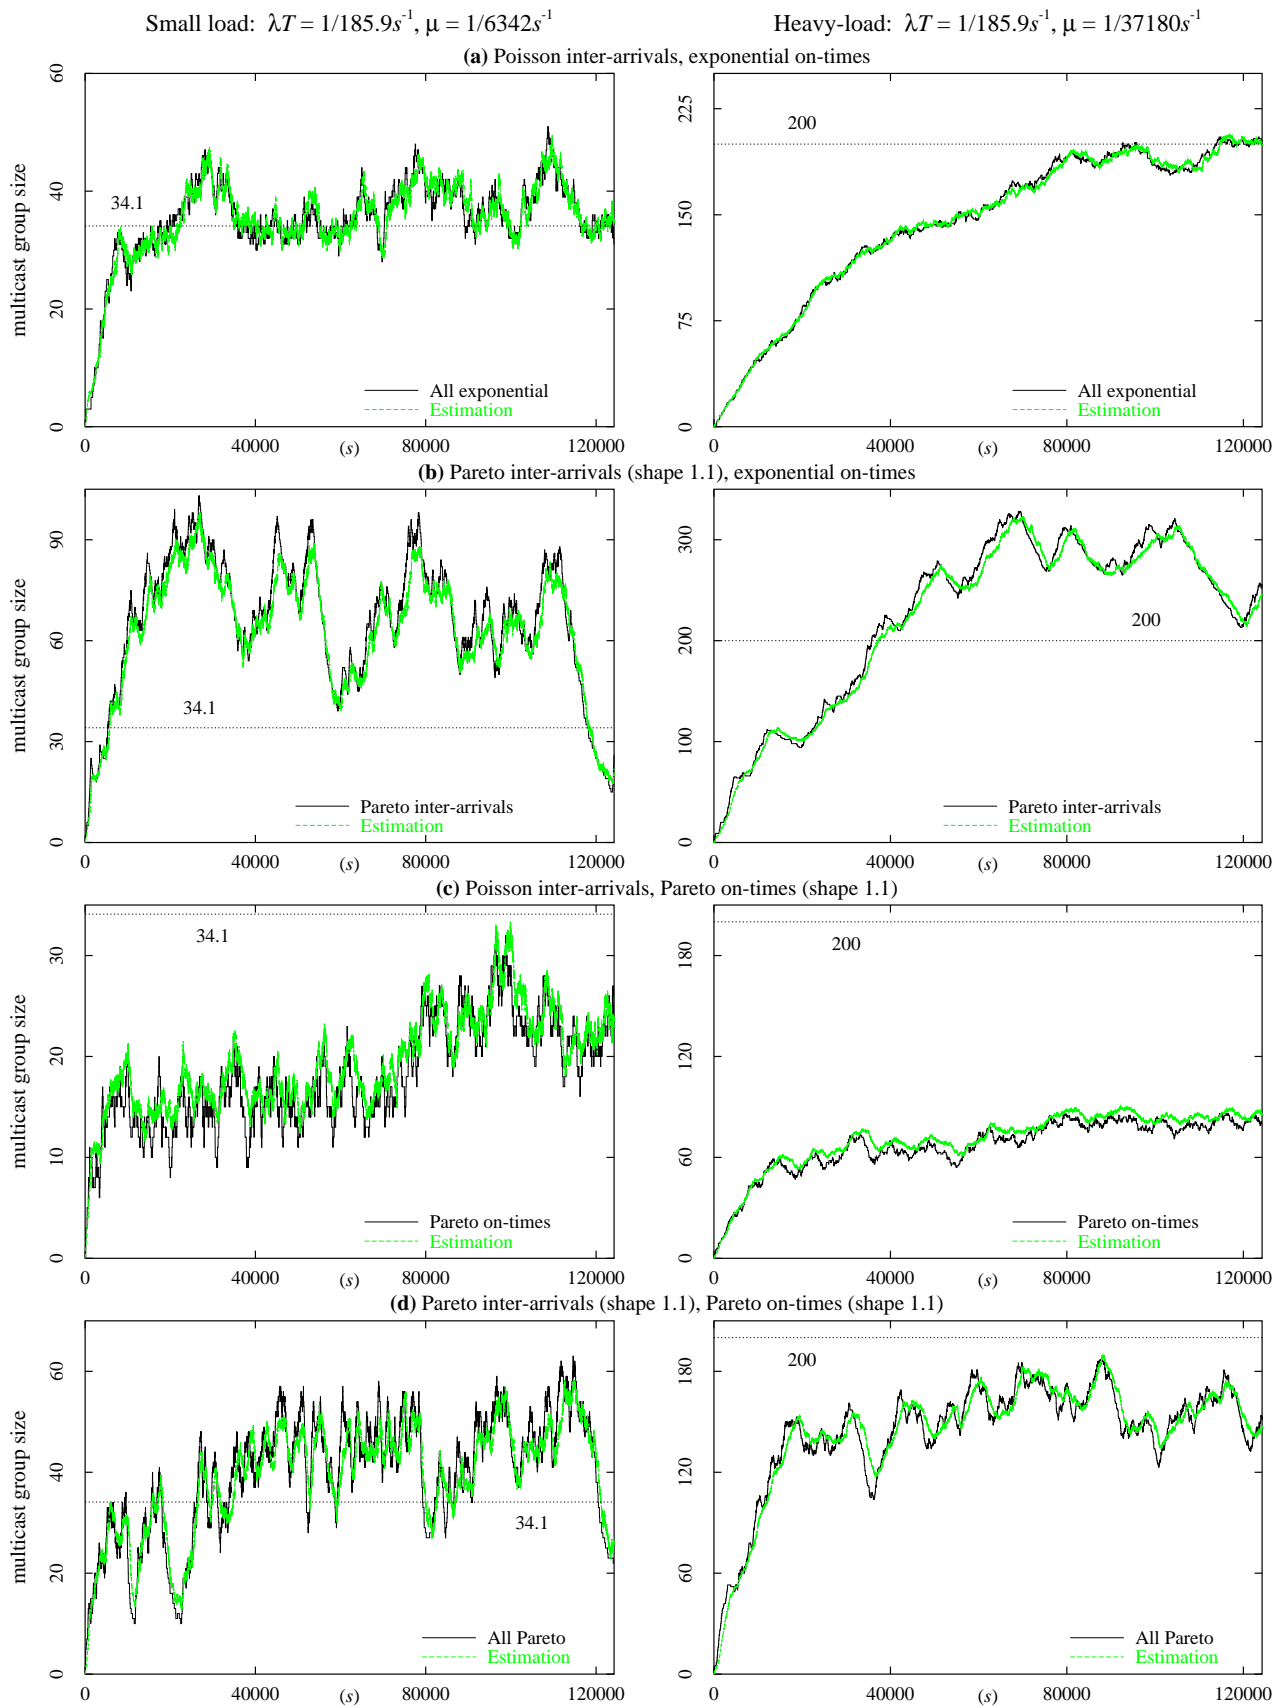 Small load: λT = 1/185.9s⁻¹, μ = 1/6342s⁻¹
Heavy-load: λT = 1/185.9s⁻¹, μ = 1/37180s⁻¹
(a) Poisson inter-arrivals, exponential on-times
multicast group size
0 20 40 60
34.1
All exponential
Estimation
0 40000 (s) 80000 120000
0 75 150 225
200
All exponential
Estimation
0 40000 (s) 80000 120000
(b) Pareto inter-arrivals (shape 1.1), exponential on-times
multicast group size
0 30 60 90
34.1
Pareto inter-arrivals
Estimation
0 40000 (s) 80000 120000
0 100 200 300
200
Pareto inter-arrivals
Estimation
0 40000 (s) 80000 120000
(c) Poisson inter-arrivals, Pareto on-times (shape 1.1)
multicast group size
0 10 20 30
34.1
Pareto on-times
Estimation
0 40000 (s) 80000 120000
0 60 120 180
200
Pareto on-times
Estimation
0 40000 (s) 80000 120000
(d) Pareto inter-arrivals (shape 1.1), Pareto on-times (shape 1.1)
multicast group size
0 20 40 60
34.1
All Pareto
Estimation
0 40000 (s) 80000 120000
0 60 120 180
200
All Pareto
Estimation
0 40000 (s) 80000 120000